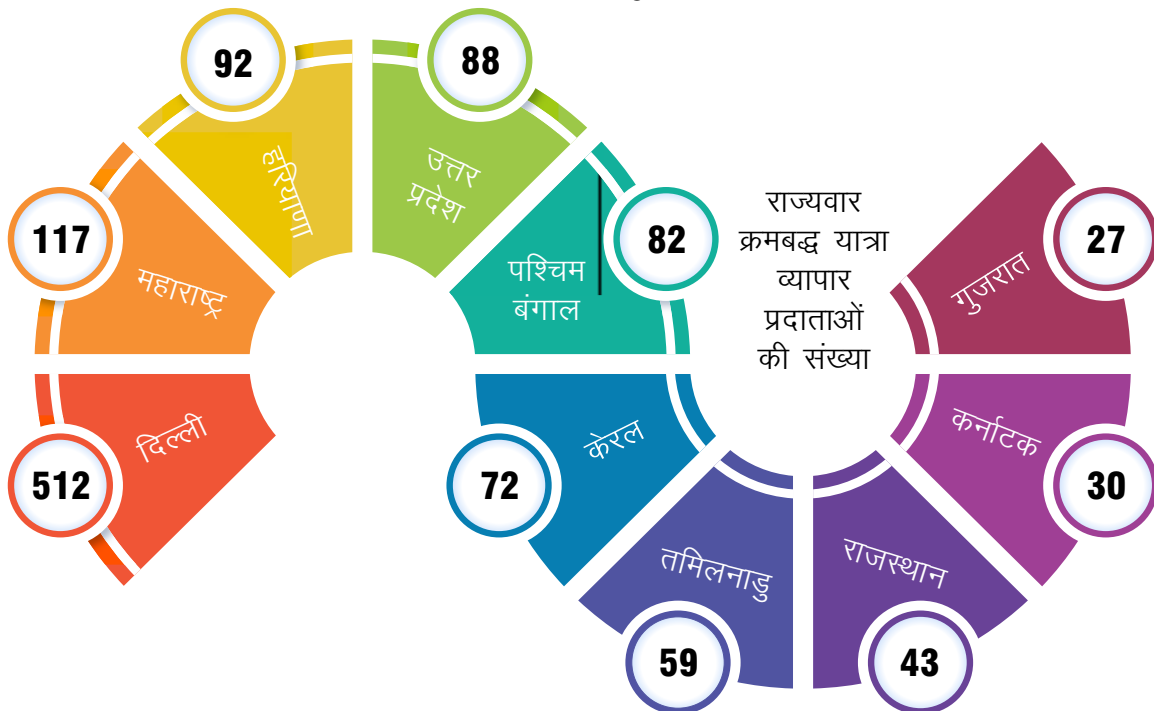 92
88
हरियाणा
उत्तर
प्रदेश
117
महाराष्ट्र
82
पश्चिम
बंगाल
राज्यवार
क्रमबद्ध यात्रा
व्यापार
प्रदाताओं
की संख्या
27
गुजरात
दिल्ली
512
केरल
72
कर्नाटक
30
तमिलनाडु
59
राजस्थान
43